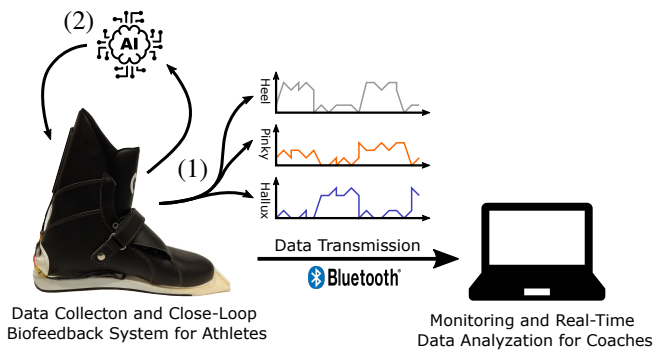 (2)
AI
(1)
Heel
Pinky
Hallux
Data Transmission
Bluetooth®
Data Collecton and Close-Loop
Biofeedback System for Athletes
Monitoring and Real-Time
Data Analyzation for Coaches